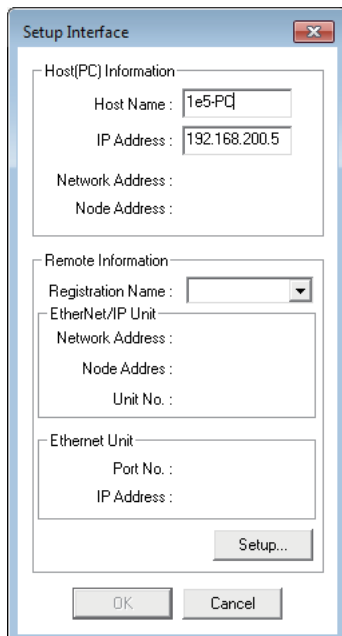 Setup Interface
Host(PC) Information
Host Name : 1e5-PC
IP Address : 192.168.200.5
Network Address :
Node Address :
Remote Information
Registration Name :
EtherNet/IP Unit
Network Address :
Node Addres :
Unit No. :
Ethernet Unit
Port No. :
IP Address :
Setup...
OK Cancel